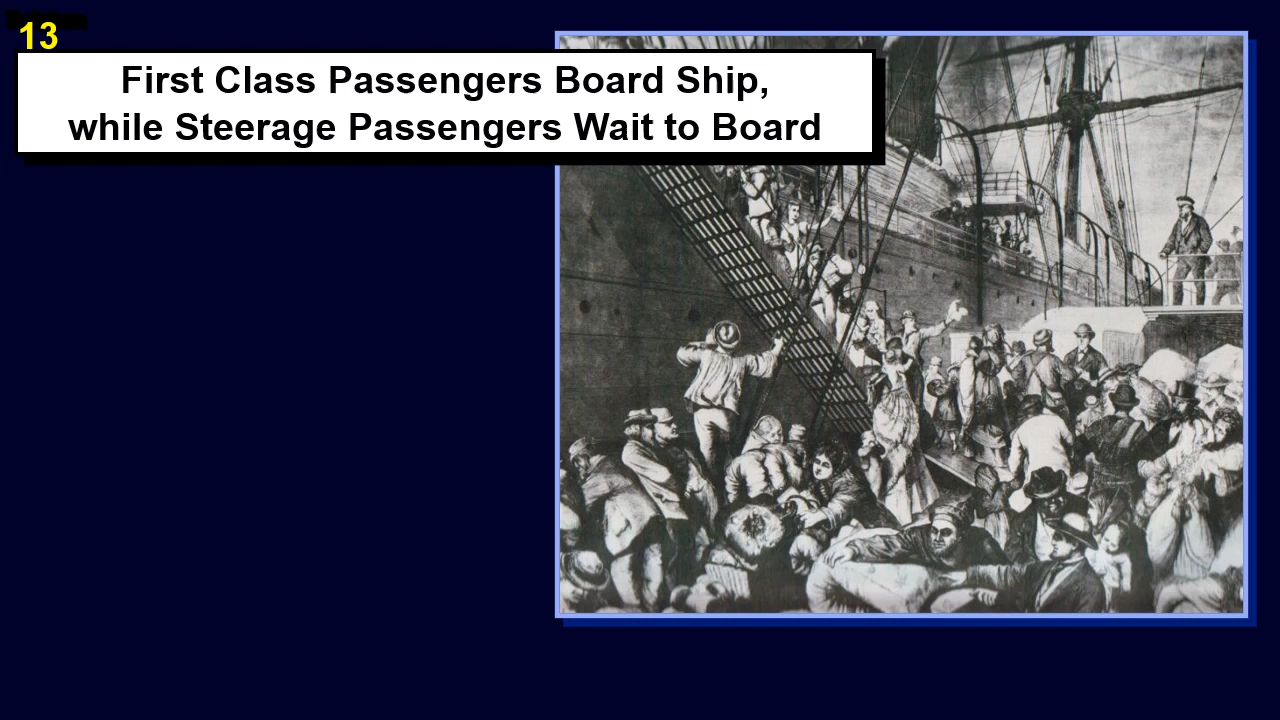 13
First Class Passengers Board Ship,
while Steerage Passengers Wait to Board